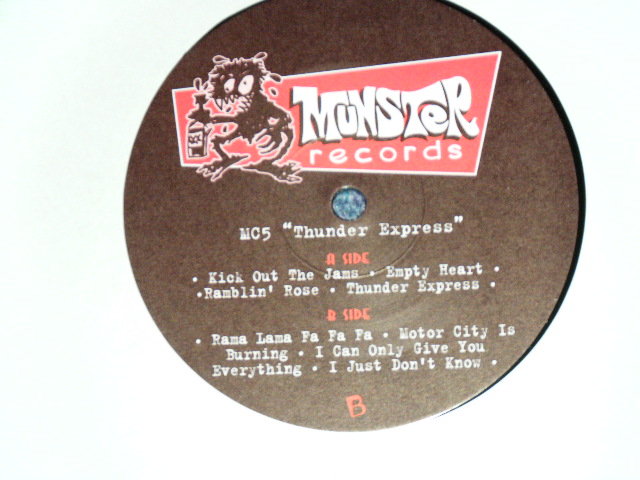 MUNSTER
records
MC5 "Thunder Express"
A SIDE
• Kick Out The Jams • Empty Heart •
•Ramblin' Rose • Thunder Express •
B SIDE
• Rama Lama Fa Fa Fa • Motor City Is
Burning • I Can Only Give You
Everything • I Just Don't Know •
B